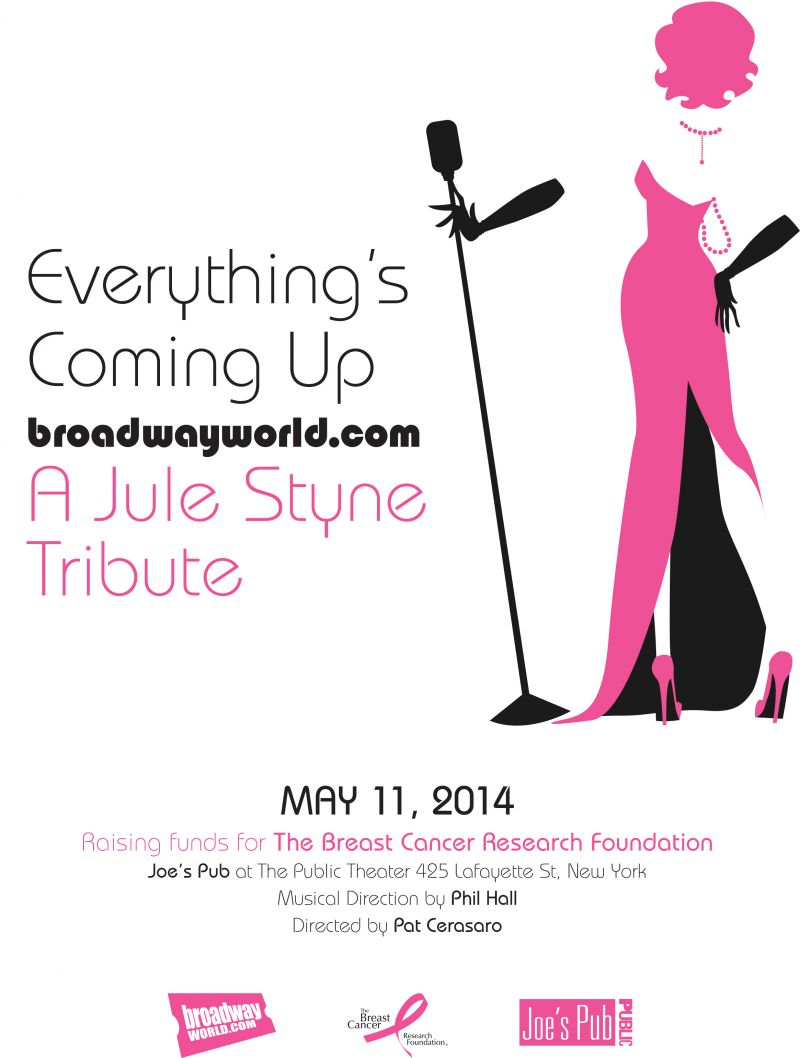 Everything's
Coming Up
broadwayworld.com
A Jule Styne
Tribute
MAY 11, 2014
Raising funds for The Breast Cancer Research Foundation
Joe's Pub at The Public Theater 425 Lafayette St, New York
Musical Direction by Phil Hall
Directed by Pat Cerasaro
broadway
WORLD.COM
The
Breast
Cancer
Research
Foundation®
Joe's Pub
PUBLIC